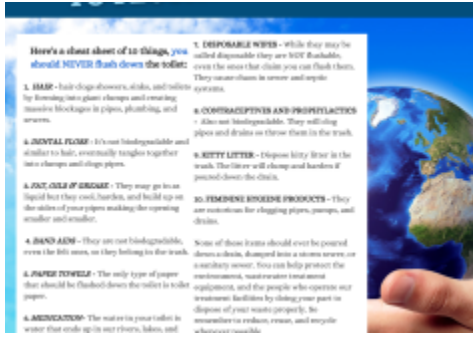 Here's a cheat sheet of 10 things, you
should NEVER flush down the toilet:
1. HAIR - hair clogs showers, sinks, and toilets
by forming into giant clumps and creating
massive blockages in pipes, plumbing, and
sewers.
2. DENTAL FLOSS - It's not biodegradable and
similar to hair, eventually tangles together
into clumps and clogs pipes.
3. FAT, OILS & GREASE - They may go in as
liquid but they cool, harden, and build up on
the sides of your pipes making the opening
smaller and smaller.
4. BAND AIDS - They are not biodegradable,
even the felt ones, so they belong in the trash.
5. PAPER TOWELS - The only type of paper
that should be flushed down the toilet is toilet
paper.
6. MEDICATION- The water in your toilet is
water that ends up in our rivers, lakes, and
7. DISPOSABLE WIPES - While they may be
called disposable they are NOT flushable,
even the ones that claim you can flush them.
They cause chaos in sewer and septic
systems.
8. CONTRACEPTIVES AND PROPHYLACTICS
- Also not biodegradable. They will clog
pipes and drains so throw them in the trash.
9. KITTY LITTER - Dispose kitty litter in the
trash. The litter will clump and harden if
poured down the drain.
10. FEMININE HYGIENE PRODUCTS - They
are notorious for clogging pipes, pumps, and
drains.
None of these items should ever be poured
down a drain, dumped into a storm sewer, or
a sanitary sewer. You can help protect the
environment, wastewater treatment
equipment, and the people who operate our
treatment facilities by doing your part to
dispose of your waste properly. Be
remember to reduce, reuse, and recycle
whenever possible.